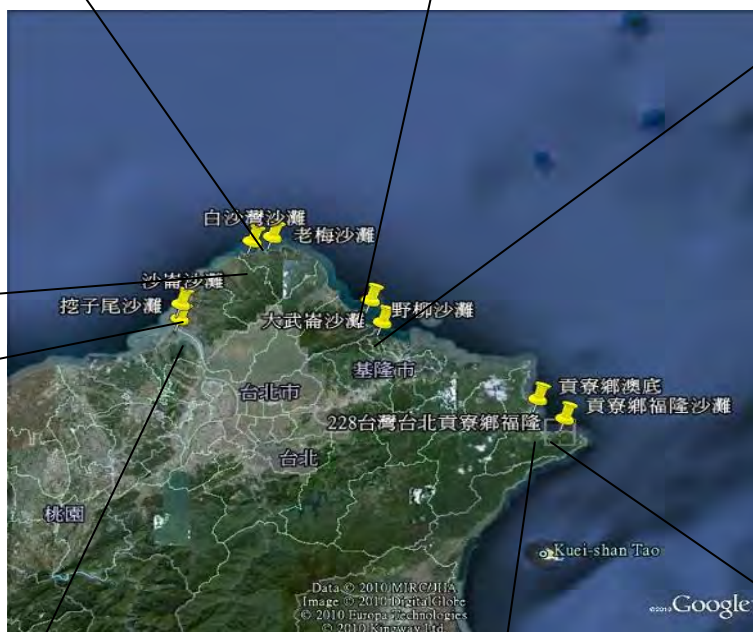 白沙灣沙灘
老梅沙灘
沙崙沙灘
挖子尾沙灘
野柳沙灘
大武崙沙灘
基隆市
台北市
貢寮鄉澳底
貢寮鄉福隆沙灘
228台灣台北貢寮鄉福隆
台北
桃園
Kuei-shan Tao
Data © 2010 MIRC/JHA
Image © 2010 DigitalGlobe
© 2010 Europa Technologies
© 2010 Kingway Ltd.
©2010 Google